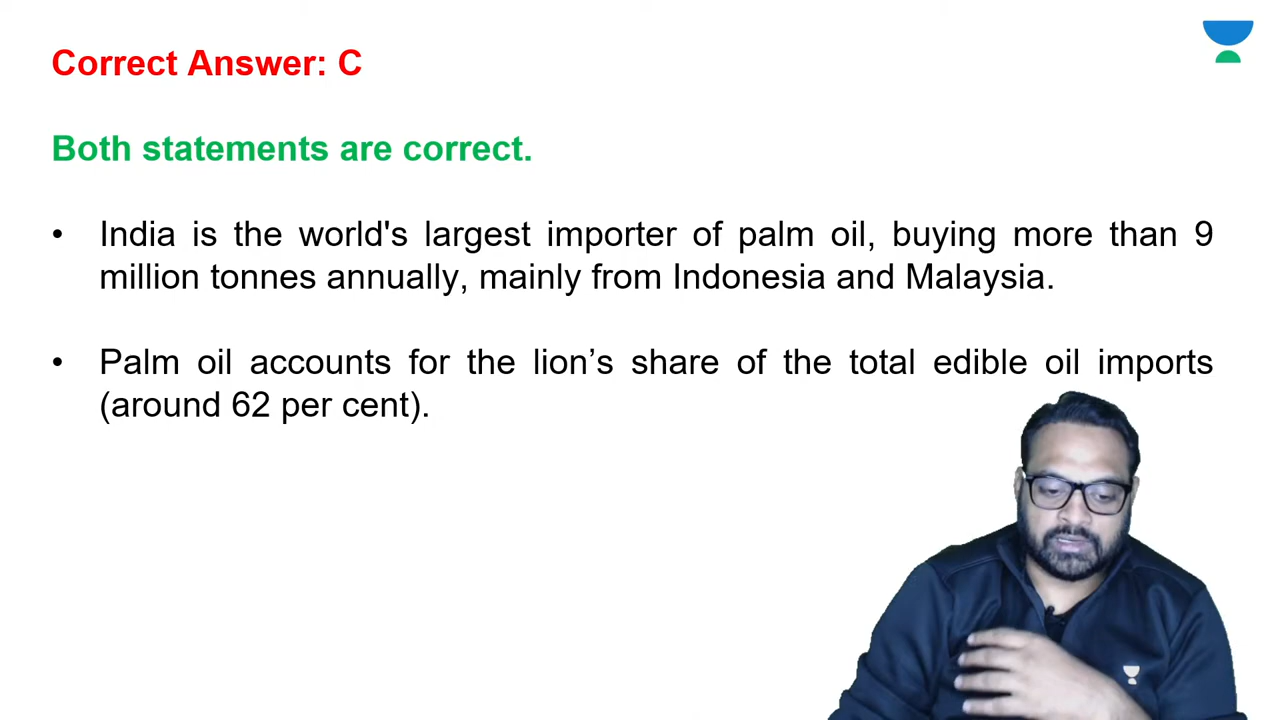 Correct Answer: C
Both statements are correct.
• India is the world's largest importer of palm oil, buying more than 9
million tonnes annually, mainly from Indonesia and Malaysia.
• Palm oil accounts for the lion’s share of the total edible oil imports
(around 62 per cent).